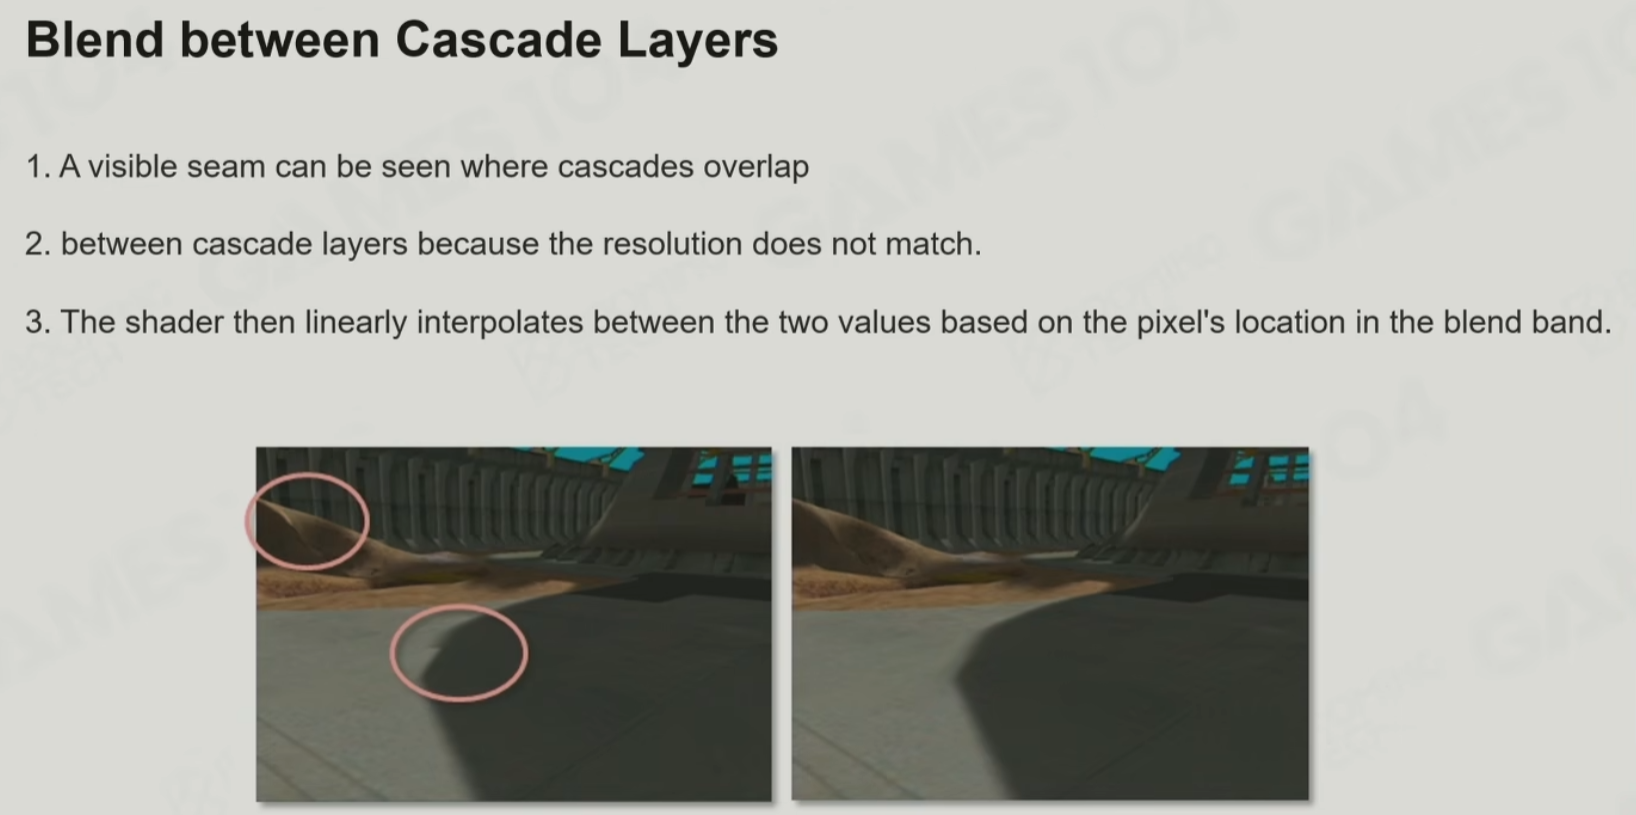 Blend between Cascade Layers
1. A visible seam can be seen where cascades overlap
2. between cascade layers because the resolution does not match.
3. The shader then linearly interpolates between the two values based on the pixel's location in the blend band.
GAMES 104